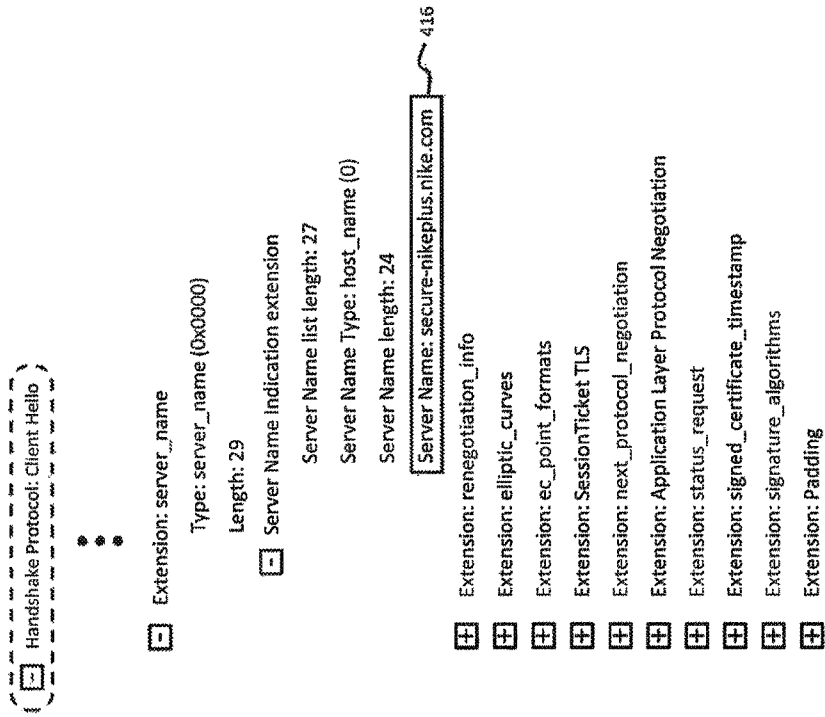 [-] Handshake Protocol: Client Hello
[-] Extension: server_name
Type: server_name (0x0000)
Length: 29
[-] Server Name Indication extension
Server Name list length: 27
Server Name Type: host_name (0)
Server Name length: 24
Server Name: secure-nikeplus.nike.com
416
[+] Extension: renegotiation_info
[+] Extension: elliptic_curves
[+] Extension: ec_point_formats
[+] Extension: SessionTicket TLS
[+] Extension: next_protocol_negotiation
[+] Extension: Application Layer Protocol Negotiation
[+] Extension: status_request
[+] Extension: signed_certificate_timestamp
[+] Extension: signature_algorithms
[+] Extension: Padding